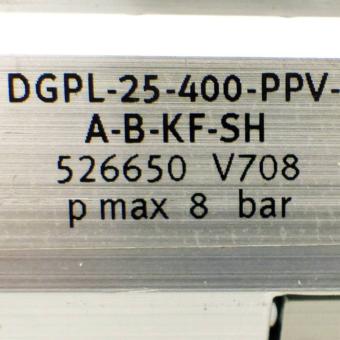 DGPL-25-400-PPV-
A-B-KF-SH
526650 V708
p max 8 bar